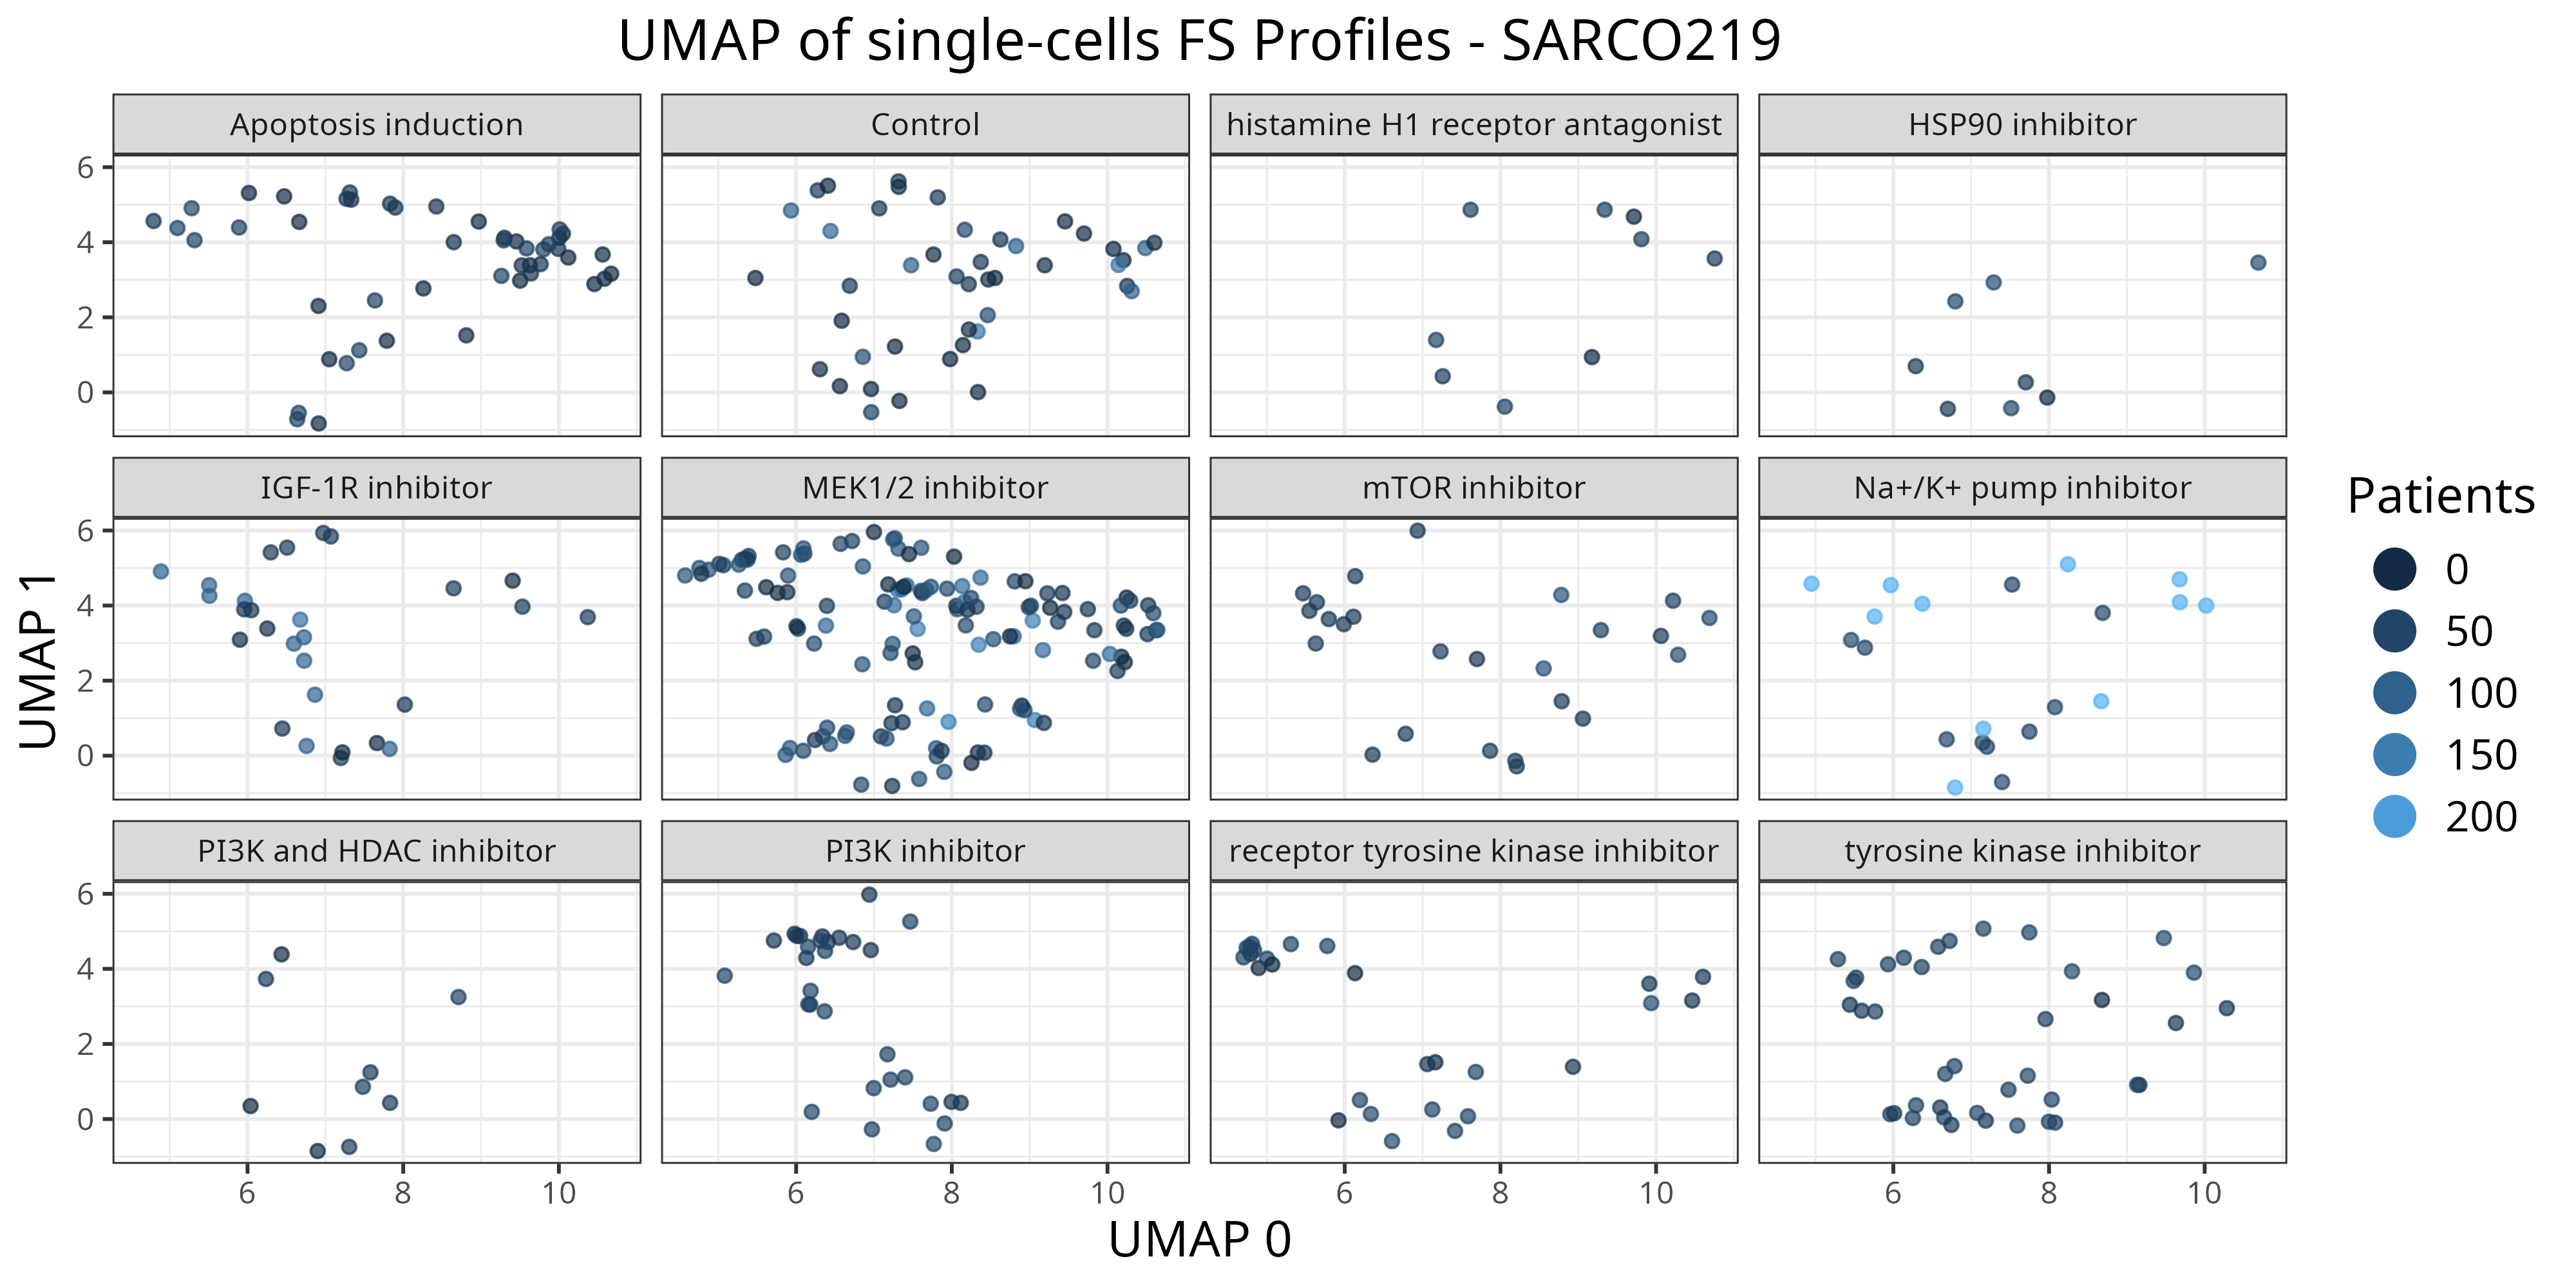 UMAP of single-cells FS Profiles - SARCO219
Apoptosis induction
Control
histamine H1 receptor antagonist
HSP90 inhibitor
6
4
2
0
IGF-1R inhibitor
MEK1/2 inhibitor
mTOR inhibitor
Na+/K+ pump inhibitor
6
4
2
0
PI3K and HDAC inhibitor
PI3K inhibitor
receptor tyrosine kinase inhibitor
tyrosine kinase inhibitor
6
4
2
0
6 8 10
6 8 10
6 8 10
6 8 10
UMAP 0
UMAP 1
Patients
0
50
100
150
200